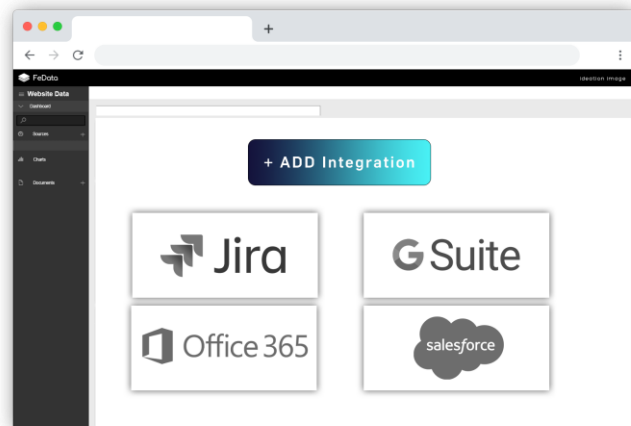 FeData
Ideation Image
Website Data
Dashboard
Sources
Charts
Documents
+ ADD Integration
Jira
G Suite
Office 365
salesforce